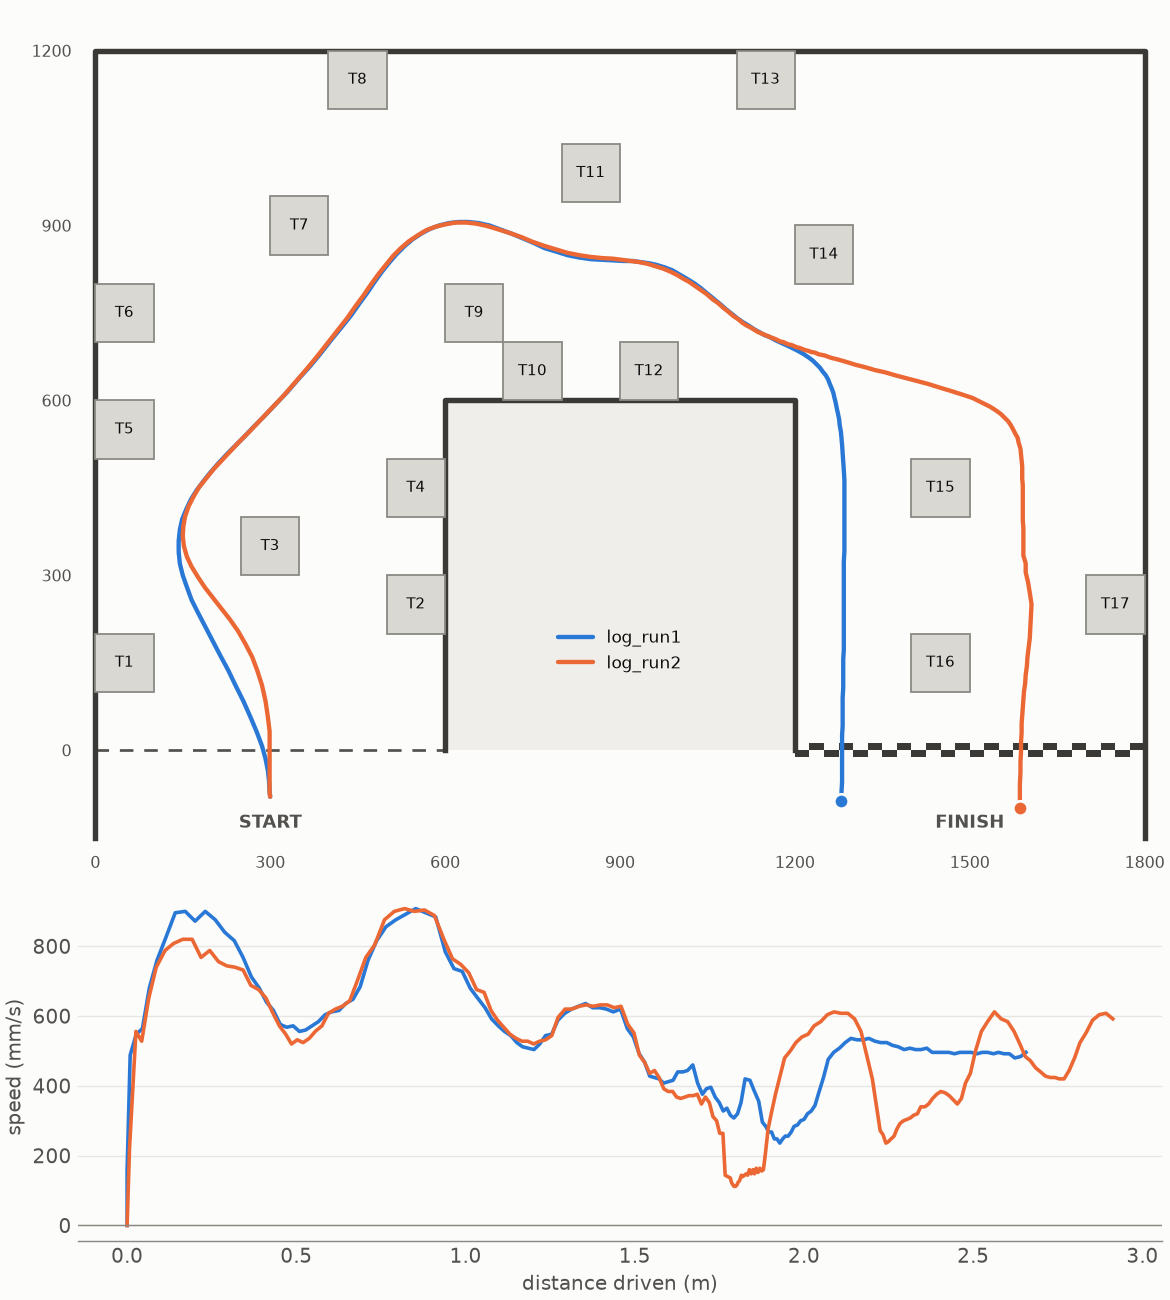 1200
T8
T13
T11
900
T7
T14
T6
T9
T10
T12
600
T5
T4
T15
T3
300
T2
T17
log_run1
log_run2
T1
T16
0
START
FINISH
0 300 600 900 1200 1500 1800
800
600
400
200
0
speed (mm/s)
0.0 0.5 1.0 1.5 2.0 2.5 3.0
distance driven (m)